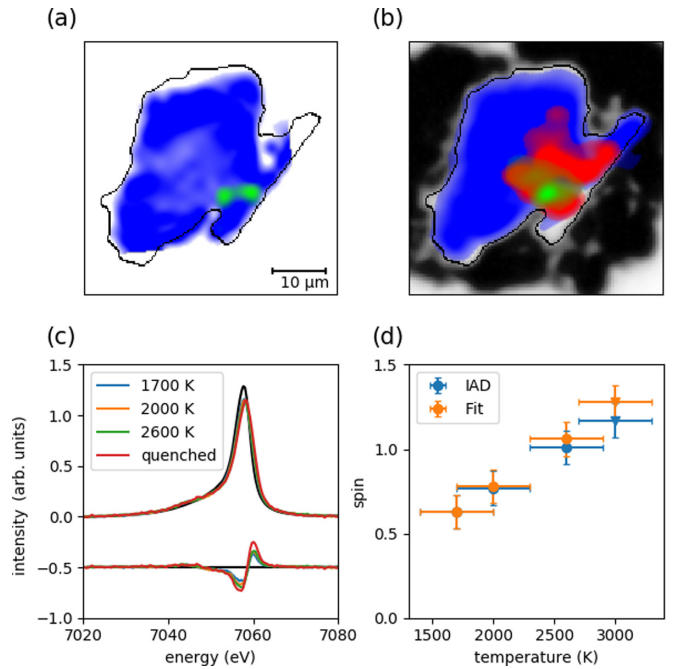 (a)
(b)
10 μm
(c)
(d)
1.5
1.0
0.5
0.0
−0.5
−1.0
intensity (arb. units)
1700 K
2000 K
2600 K
quenched
7020
7040
7060
7080
energy (eV)
1.5
1.0
0.5
0.0
spin
IAD
Fit
1500
2000
2500
3000
temperature (K)